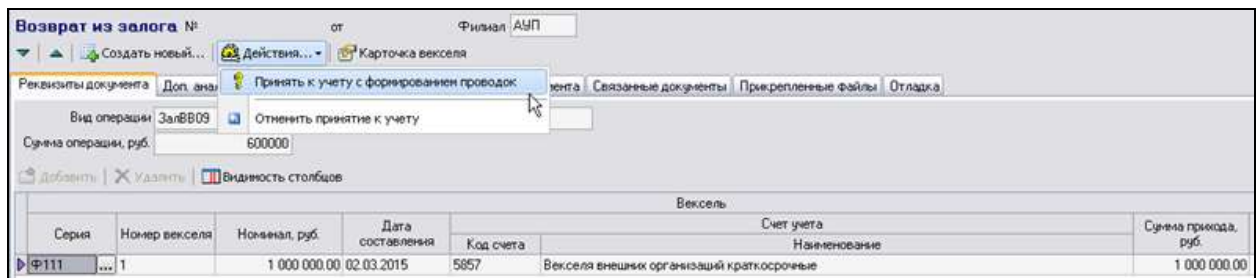 Возврат из залога № от Филиал АУП
Создать новый... Действия... Карточка векселя
Реквизиты документа Доп. ана Принять к учету с формированием проводок мента Связанные документы Прикрепленные файлы Отладка
Вид операции ЗалВВ09 Отменить принятие к учету
Сумма операции, руб. 600000
Добавить Удалить Видимость столбцов
Вексель
Серия Номер векселя Номинал, руб. Дата составления Счет учета Сумма прихода, руб.
Код счета Наименование
Ф111 ... 1 1 000 000.00 02.03.2015 5857 Векселя внешних организаций краткосрочные 1 000 000.00